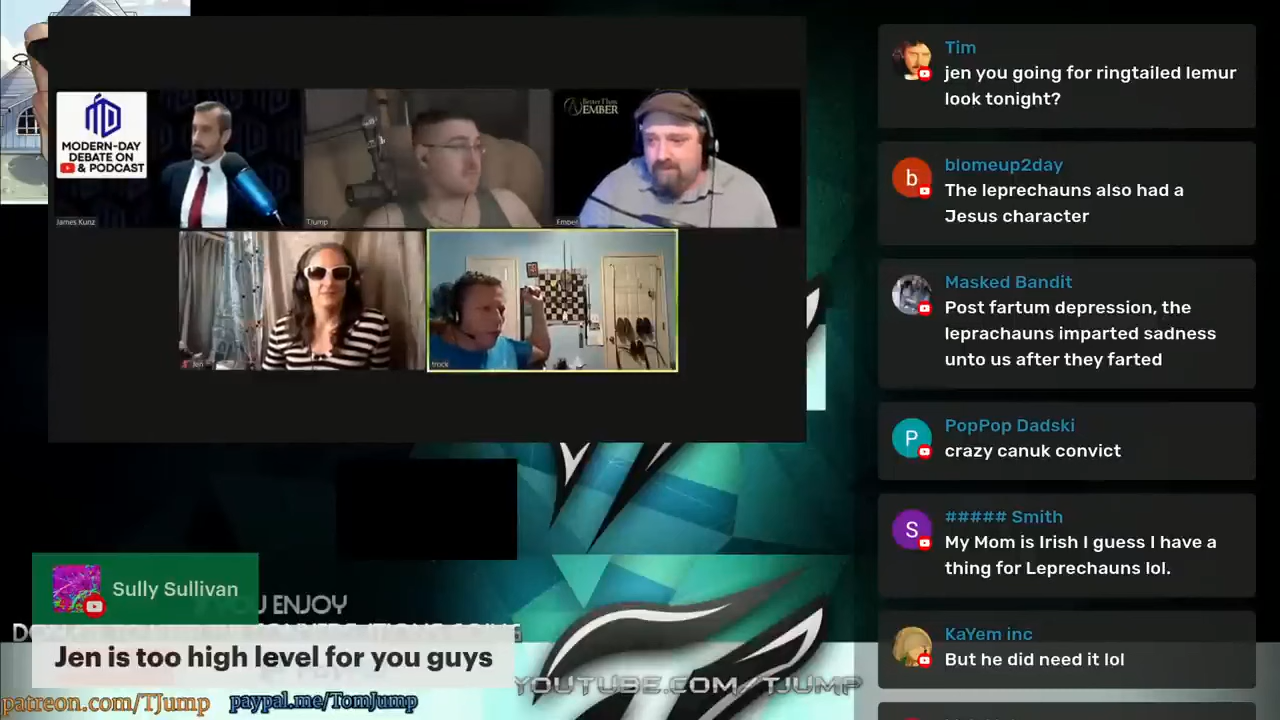 MODERN-DAY
DEBATE ON
& PODCAST
James Kunz
TJump
Better Than
EMBER
Ember
Jen
trock
Tim
jen you going for ringtailed lemur
look tonight?
blomeup2day
The leprechauns also had a
Jesus character
Masked Bandit
Post fartum depression, the
leprachauns imparted sadness
unto us after they farted
PopPop Dadski
crazy canuk convict
##### Smith
My Mom is Irish I guess I have a
thing for Leprechauns lol.
KaYem inc
But he did need it lol
Sully Sullivan
U ENJOY
Jen is too high level for you guys
patreon.com/TJump
paypal.me/TomJump
YOUTUBE.COM/TJUMP